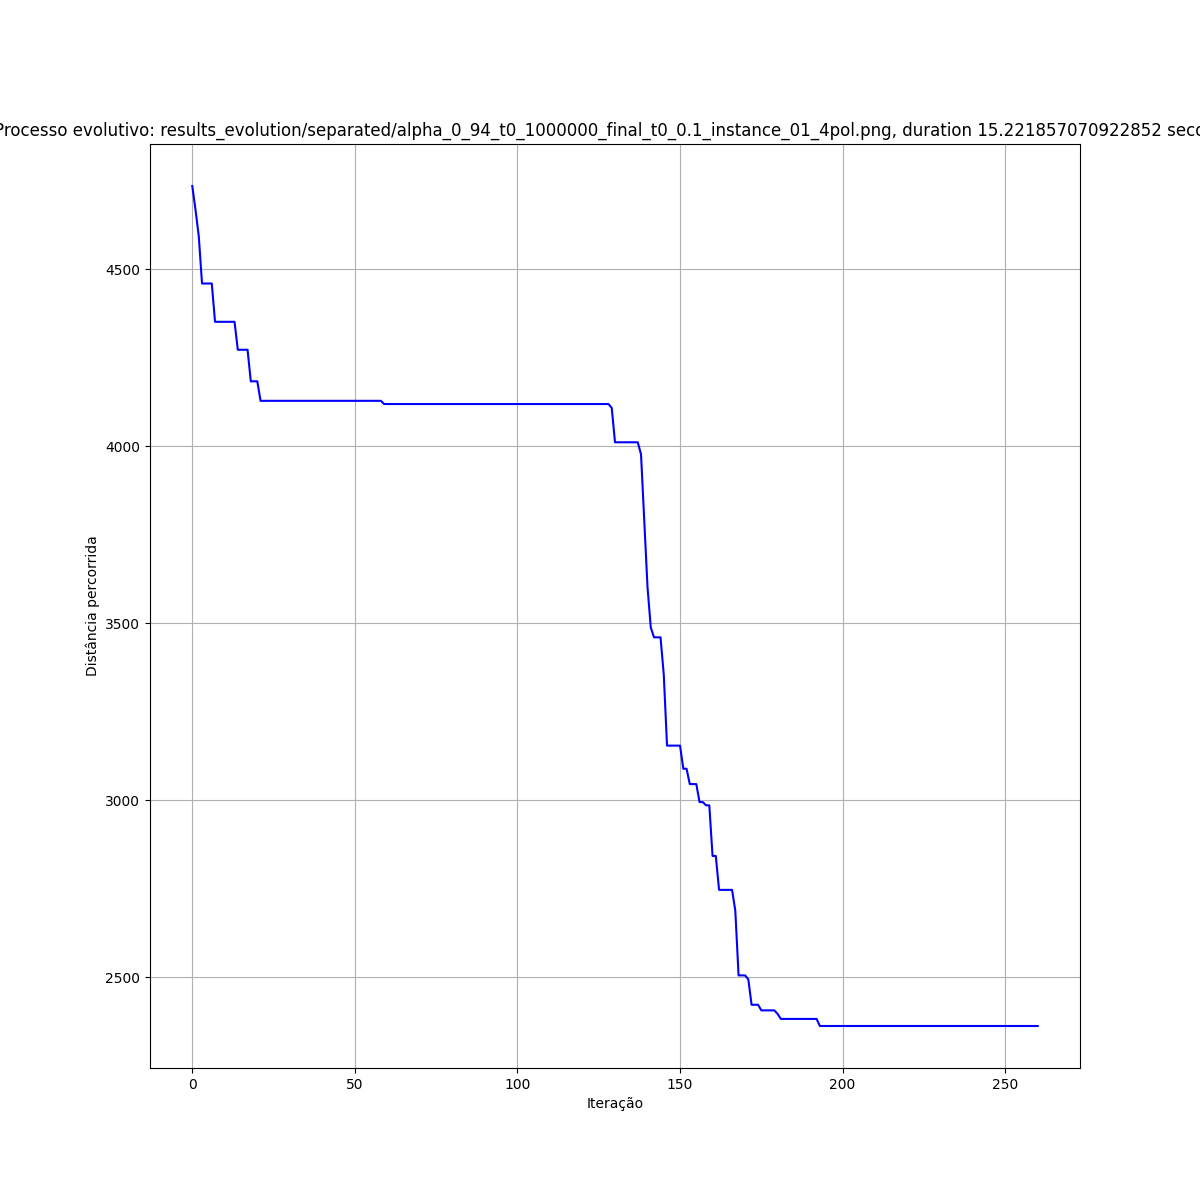 Processo evolutivo: results_evolution/separated/alpha_0_94_t0_1000000_final_t0_0.1_instance_01_4pol.png, duration 15.221857070922852 seco
4500
4000
3500
3000
2500
Distância percorrida
0 50 100 150 200 250
Iteração